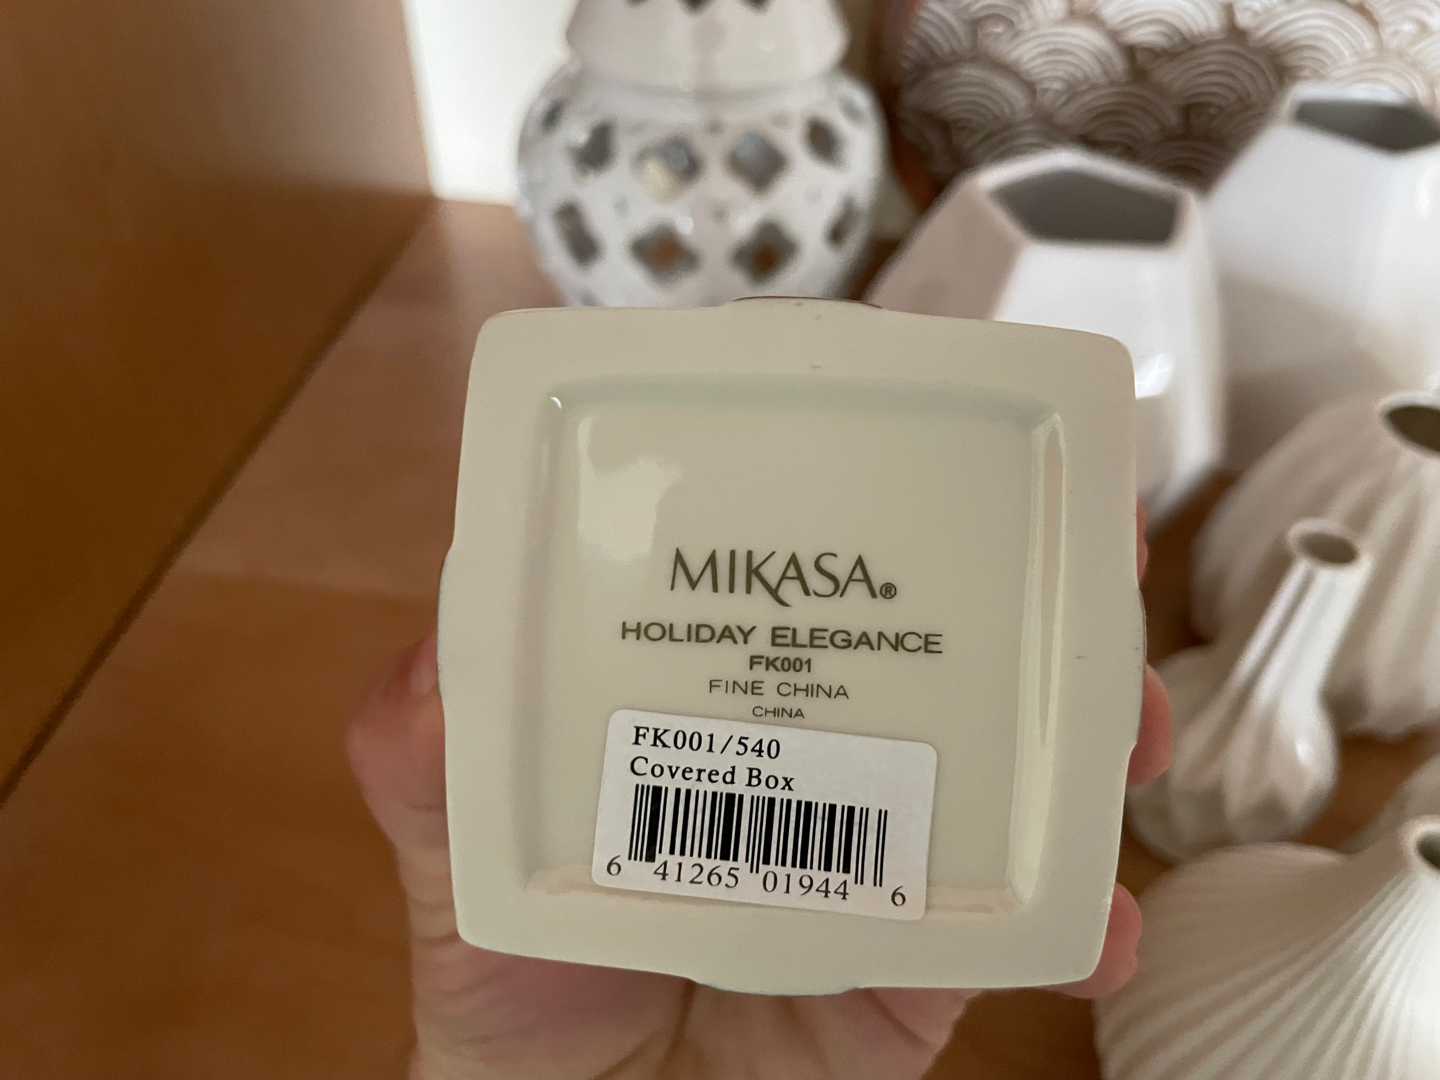 MIKASA®
HOLIDAY ELEGANCE
FK001
FINE CHINA
CHINA
FK001/540
Covered Box
6 41265 01944 6